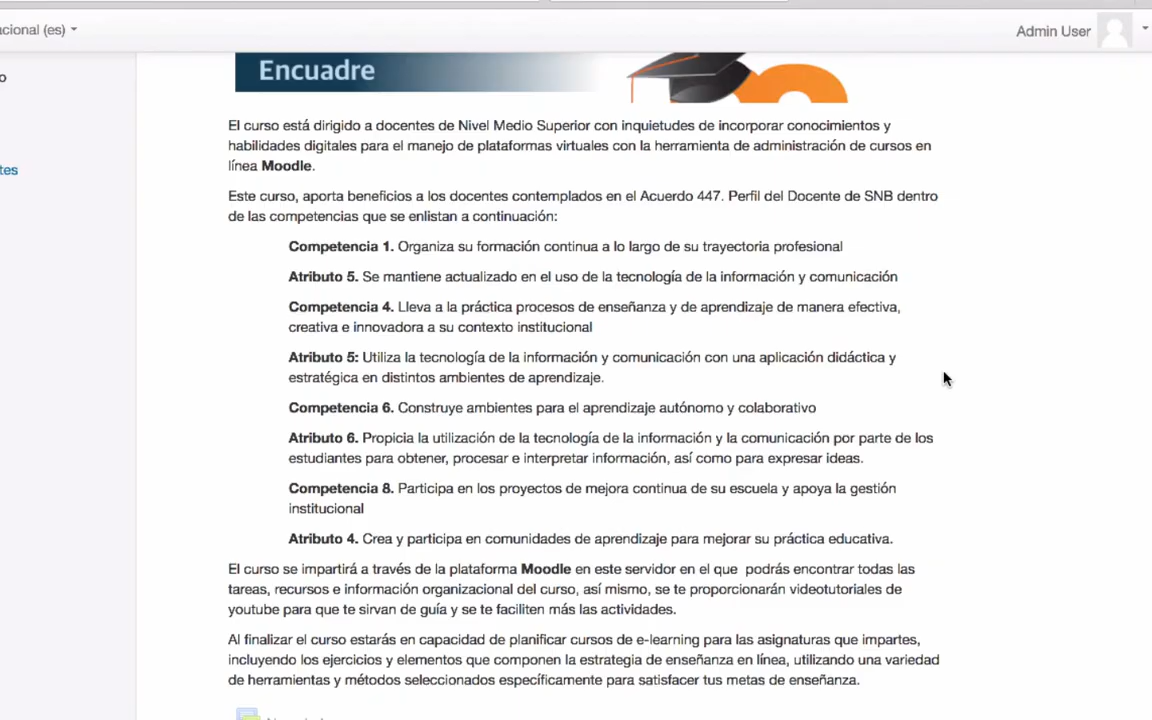 cional (es)
Admin User
o
tes
Encuadre
El curso está dirigido a docentes de Nivel Medio Superior con inquietudes de incorporar conocimientos y
habilidades digitales para el manejo de plataformas virtuales con la herramienta de administración de cursos en
línea Moodle.
Este curso, aporta beneficios a los docentes contemplados en el Acuerdo 447. Perfil del Docente de SNB dentro
de las competencias que se enlistan a continuación:
Competencia 1. Organiza su formación continua a lo largo de su trayectoria profesional
Atributo 5. Se mantiene actualizado en el uso de la tecnología de la información y comunicación
Competencia 4. Lleva a la práctica procesos de enseñanza y de aprendizaje de manera efectiva,
creativa e innovadora a su contexto institucional
Atributo 5: Utiliza la tecnología de la información y comunicación con una aplicación didáctica y
estratégica en distintos ambientes de aprendizaje.
Competencia 6. Construye ambientes para el aprendizaje autónomo y colaborativo
Atributo 6. Propicia la utilización de la tecnología de la información y la comunicación por parte de los
estudiantes para obtener, procesar e interpretar información, así como para expresar ideas.
Competencia 8. Participa en los proyectos de mejora continua de su escuela y apoya la gestión
institucional
Atributo 4. Crea y participa en comunidades de aprendizaje para mejorar su práctica educativa.
El curso se impartirá a través de la plataforma Moodle en este servidor en el que podrás encontrar todas las
tareas, recursos e información organizacional del curso, así mismo, se te proporcionarán videotutoriales de
youtube para que te sirvan de guía y se te faciliten más las actividades.
Al finalizar el curso estarás en capacidad de planificar cursos de e-learning para las asignaturas que impartes,
incluyendo los ejercicios y elementos que componen la estrategia de enseñanza en línea, utilizando una variedad
de herramientas y métodos seleccionados específicamente para satisfacer tus metas de enseñanza.